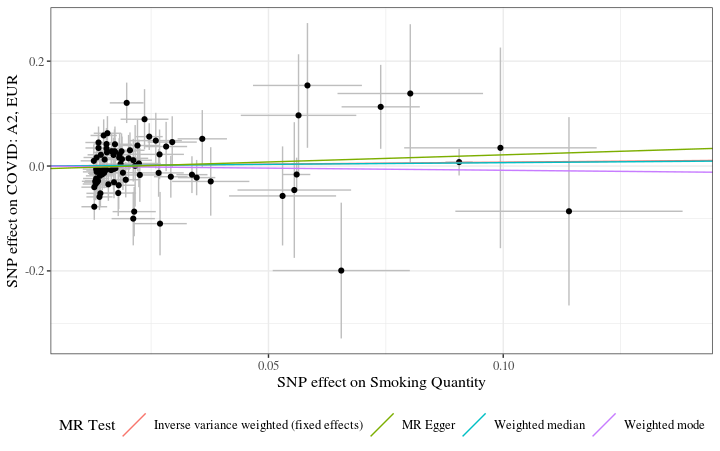 0.2
0.0
-0.2
SNP effect on COVID: A2, EUR
0.05
0.10
SNP effect on Smoking Quantity
MR Test
Inverse variance weighted (fixed effects)
MR Egger
Weighted median
Weighted mode